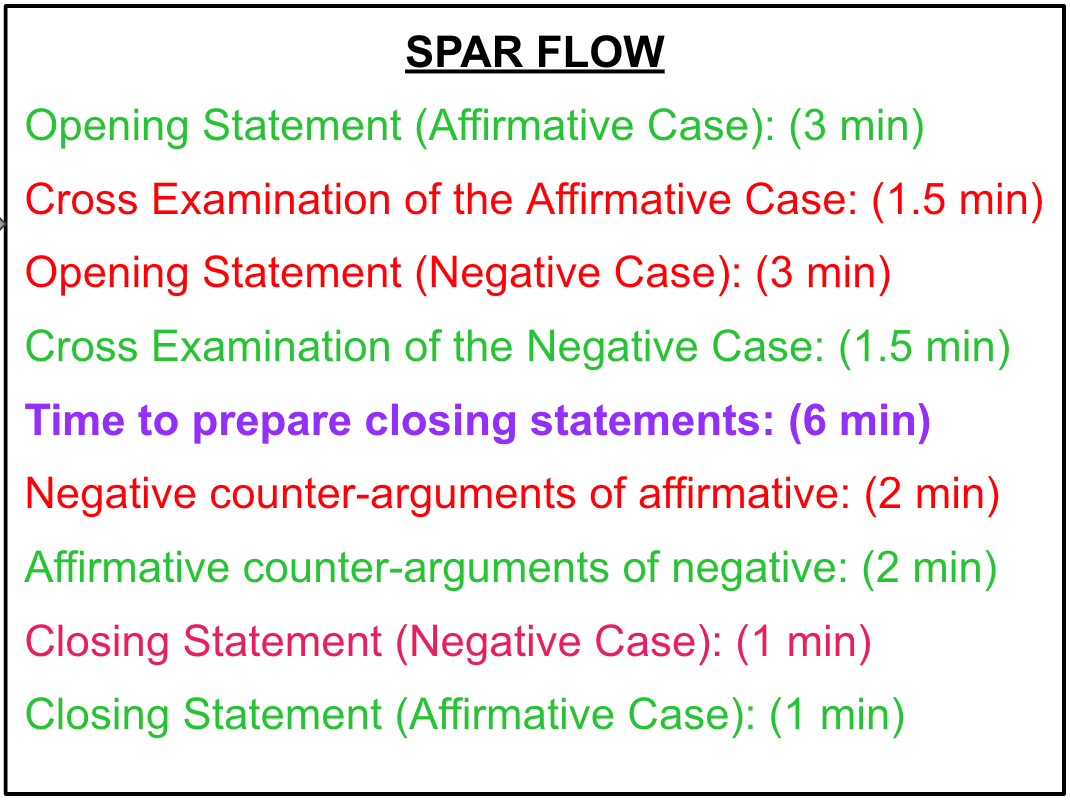 SPAR FLOW
Opening Statement (Affirmative Case): (3 min)
Cross Examination of the Affirmative Case: (1.5 min)
Opening Statement (Negative Case): (3 min)
Cross Examination of the Negative Case: (1.5 min)
Time to prepare closing statements: (6 min)
Negative counter-arguments of affirmative: (2 min)
Affirmative counter-arguments of negative: (2 min)
Closing Statement (Negative Case): (1 min)
Closing Statement (Affirmative Case): (1 min)